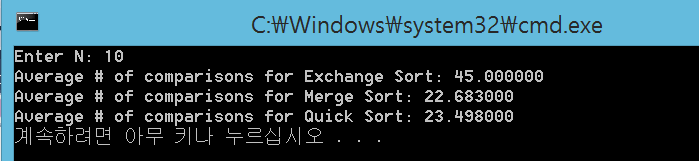 C:₩Windows₩system32₩cmd.exe
Enter N: 10
Average # of comparisons for Exchange Sort: 45.000000
Average # of comparisons for Merge Sort: 22.683000
Average # of comparisons for Quick Sort: 23.498000
계속하려면 아무 키나 누르십시오 . . .